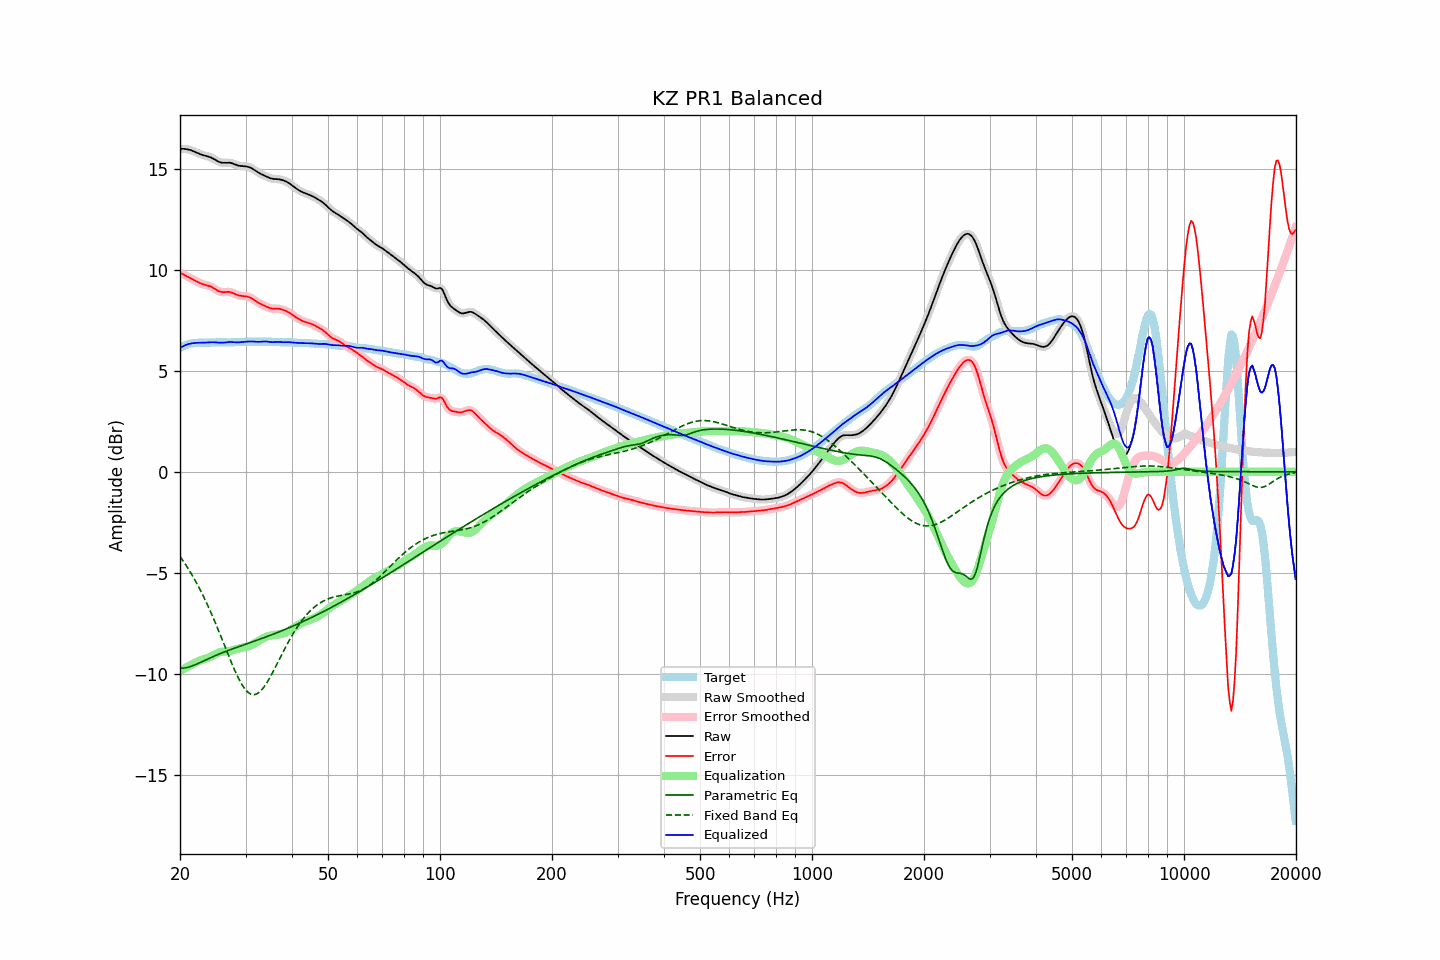 KZ PR1 Balanced
Amplitude (dBr)
15
10
5
0
−5
−10
−15
Target
Raw Smoothed
Error Smoothed
Raw
Error
Equalization
Parametric Eq
Fixed Band Eq
Equalized
20 50 100 200 500 1000 2000 5000 10000 20000
Frequency (Hz)